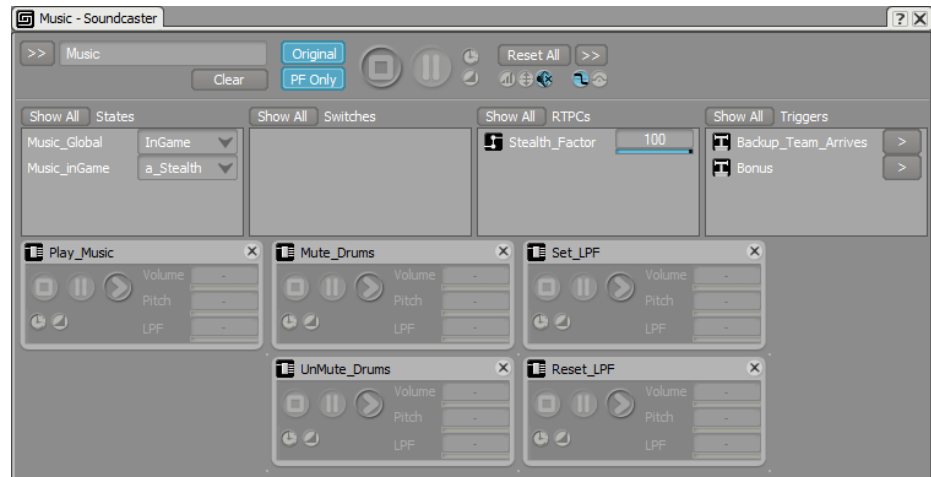 Music - Soundcaster
? X
>> Music
Original
Reset All >>
Clear
PF Only
Show All States
Show All Switches
Show All RTPCs
Show All Triggers
Music_Global InGame
Stealth_Factor 100
Backup_Team_Arrives >
Music_inGame a_Stealth
Bonus >
Play_Music
Volume -
Pitch -
LPF -
Mute_Drums
Volume -
Pitch -
LPF -
Set_LPF
Volume -
Pitch -
LPF -
UnMute_Drums
Volume -
Pitch -
LPF -
Reset_LPF
Volume -
Pitch -
LPF -